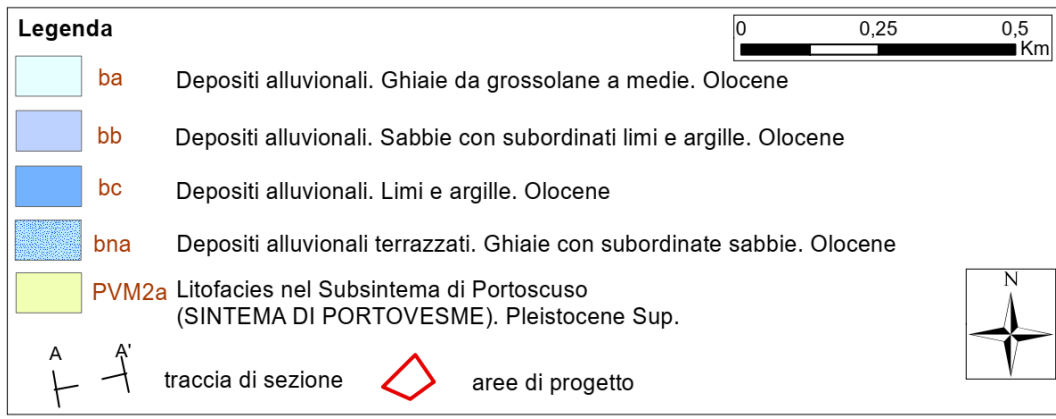 Legenda
0 0,25 0,5
Km
ba Depositi alluvionali. Ghiaie da grossolane a medie. Olocene
bb Depositi alluvionali. Sabbie con subordinati limi e argille. Olocene
bc Depositi alluvionali. Limi e argille. Olocene
bna Depositi alluvionali terrazzati. Ghiaie con subordinate sabbie. Olocene
PVM2a Litofacies nel Subsintema di Portoscuso
(SINTEMA DI PORTOVESME). Pleistocene Sup.
N
A A' traccia di sezione aree di progetto